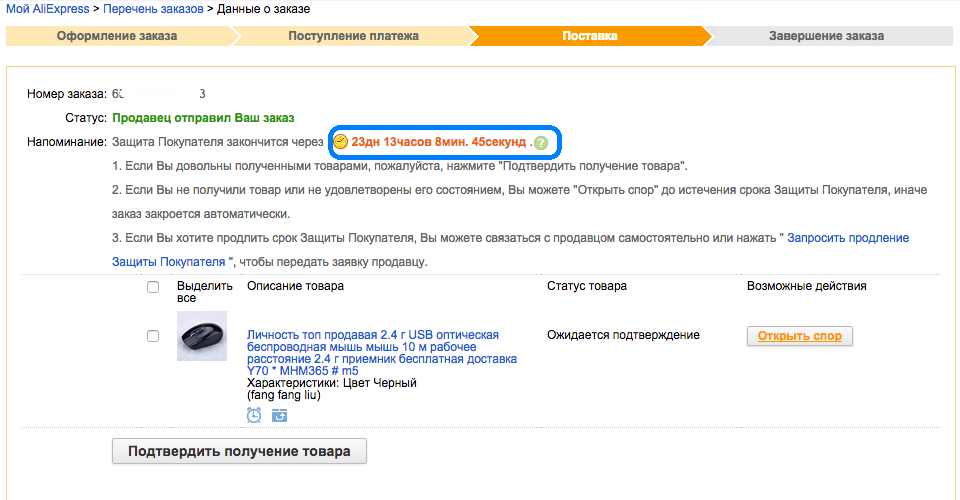 Мой AliExpress > Перечень заказов > Данные о заказе
Оформление заказа Поступление платежа Поставка Завершение заказа
Номер заказа: 6 3
Статус: Продавец отправил Ваш заказ
Напоминание: Защита Покупателя закончится через 23дн 13часов 8мин. 45секунд .?
1. Если Вы довольны полученными товарами, пожалуйста, нажмите "Подтвердить получение товара".
2. Если Вы не получили товар или не удовлетворены его состоянием, Вы можете "Открыть спор" до истечения срока Защиты Покупателя, иначе
заказ закроется автоматически.
3. Если Вы хотите продлить срок Защиты Покупателя, Вы можете связаться с продавцом самостоятельно или нажать " Запросить продление
Защиты Покупателя ", чтобы передать заявку продавцу.
Выделить все Описание товара Статус товара Возможные действия
Личность топ продавая 2.4 г USB оптическая
беспроводная мышь мышь 10 м рабочее
расстояние 2.4 г приемник бесплатная доставка
Y70 * MHM365 # m5
Характеристики: Цвет Черный
(fang fang liu)
Ожидается подтверждение
Открыть спор
Подтвердить получение товара